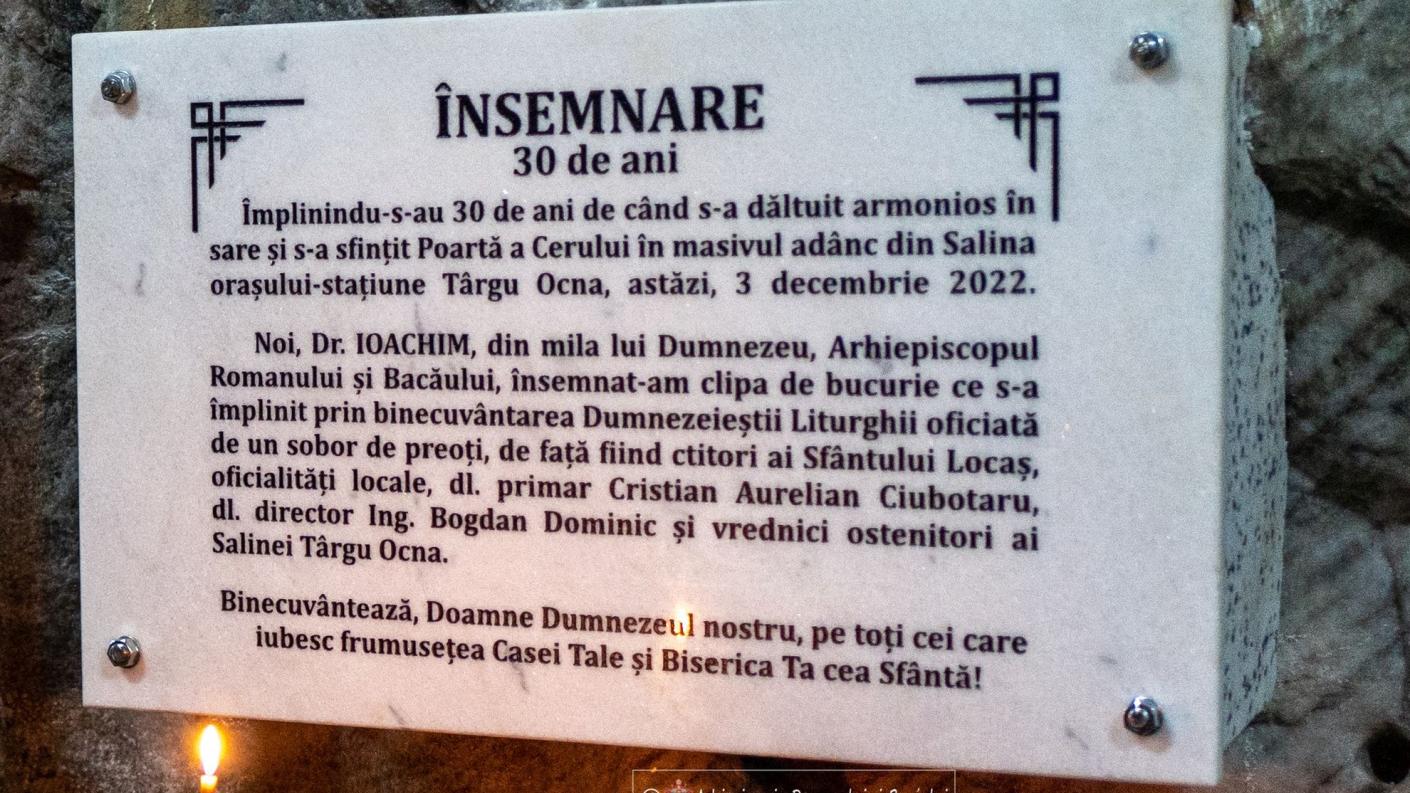 ÎNSEMNARE
30 de ani
Împlinindu-s-au 30 de ani de când s-a dăltuit armonios în
sare și s-a sfințit Poartă a Cerului în masivul adânc din Salina
orașului-stațiune Târgu Ocna, astăzi, 3 decembrie 2022.
Noi, Dr. IOACHIM, din mila lui Dumnezeu, Arhiepiscopul
Romanului și Bacăului, însemnat-am clipa de bucurie ce s-a
împlinit prin binecuvântarea Dumnezeieștii Liturghii oficiată
de un sobor de preoți, de față fiind ctitori ai Sfântului Locaș,
oficialități locale, dl. primar Cristian Aurelian Ciubotaru,
dl. director Ing. Bogdan Dominic și vrednici ostenitori ai
Salinei Târgu Ocna.
Binecuvântează, Doamne Dumnezeul nostru, pe toți cei care
iubesc frumusețea Casei Tale și Biserica Ta cea Sfântă!